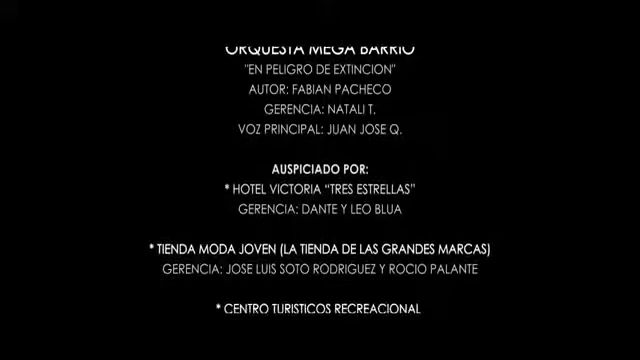 ORQUESTA MEGA BARRIO
"EN PELIGRO DE EXTINCION"
AUTOR: FABIAN PACHECO
GERENCIA: NATALI T.
VOZ PRINCIPAL: JUAN JOSE Q.
AUSPICIADO POR:
* HOTEL VICTORIA “TRES ESTRELLAS”
GERENCIA: DANTE Y LEO BLUA
* TIENDA MODA JOVEN (LA TIENDA DE LAS GRANDES MARCAS)
GERENCIA: JOSE LUIS SOTO RODRIGUEZ Y ROCIO PALANTE
* CENTRO TURISTICOS RECREACIONAL